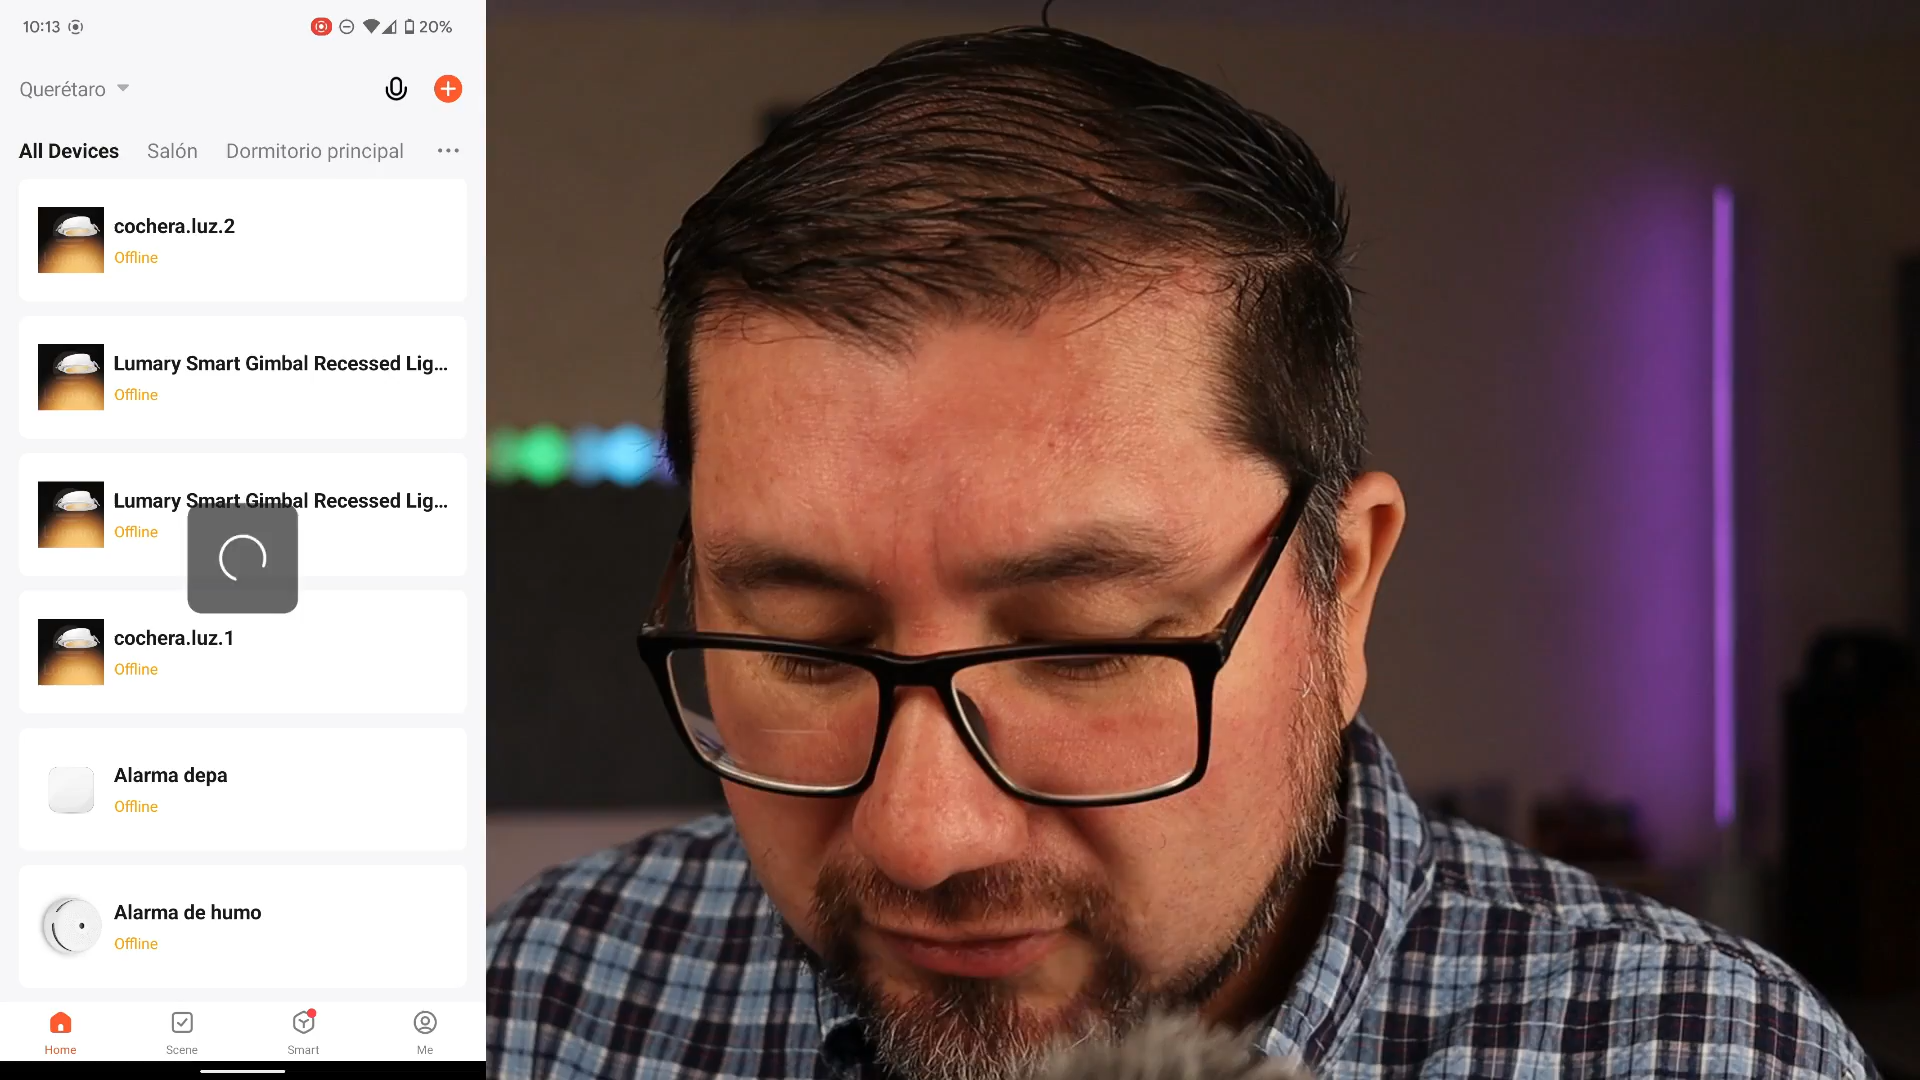 10:13
20%
Querétaro
All Devices Salón Dormitorio principal
cochera.luz.2
Offline
Lumary Smart Gimbal Recessed Lig...
Offline
Lumary Smart Gimbal Recessed Lig...
Offline
cochera.luz.1
Offline
Alarma depa
Offline
Alarma de humo
Offline
Home Scene Smart Me